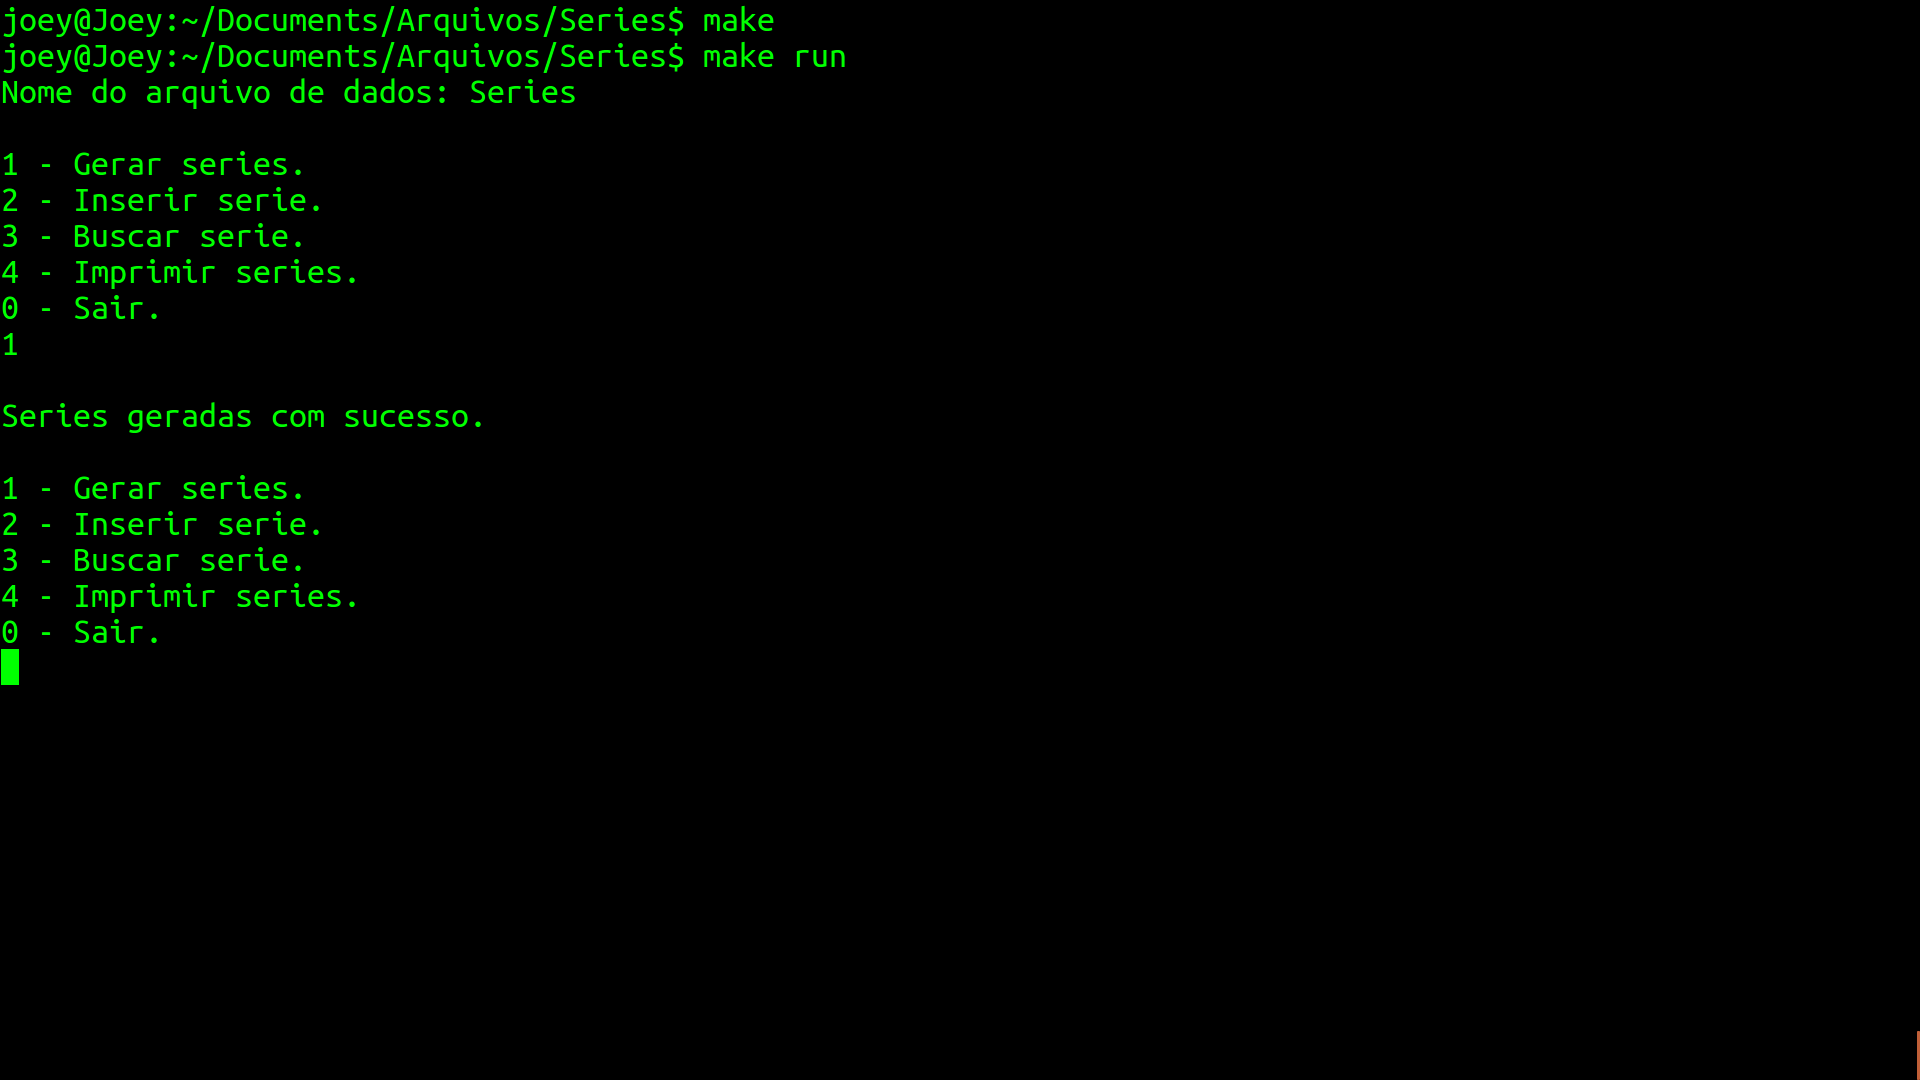 joey@Joey:~/Documents/Arquivos/Series$ make
joey@Joey:~/Documents/Arquivos/Series$ make run
Nome do arquivo de dados: Series
1 - Gerar series.
2 - Inserir serie.
3 - Buscar serie.
4 - Imprimir series.
0 - Sair.
1
Series geradas com sucesso.
1 - Gerar series.
2 - Inserir serie.
3 - Buscar serie.
4 - Imprimir series.
0 - Sair.